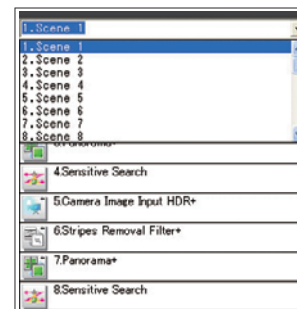 1.Scene 1
1.Scene 1
2.Scene 2
3.Scene 3
4.Scene 4
5.Scene 5
6.Scene 6
7.Scene 7
8.Scene 8
4.Sensitive Search
5.Camera Image Input HDR+
6.Stripes Removal Filter+
7.Panorama+
8.Sensitive Search